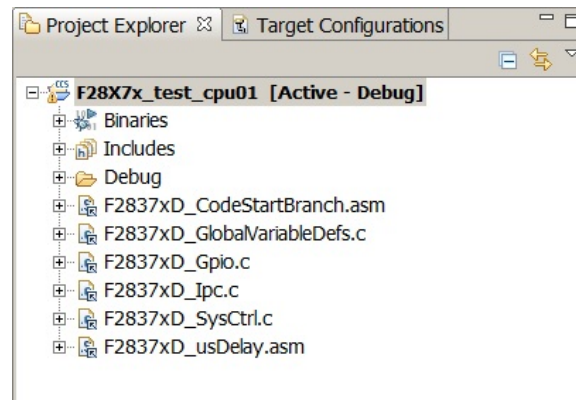 Project Explorer Target Configurations
F28X7x_test_cpu01 [Active - Debug]
Binaries
Includes
Debug
F2837xD_CodeStartBranch.asm
F2837xD_GlobalVariableDefs.c
F2837xD_Gpio.c
F2837xD_Ipc.c
F2837xD_SysCtrl.c
F2837xD_usDelay.asm